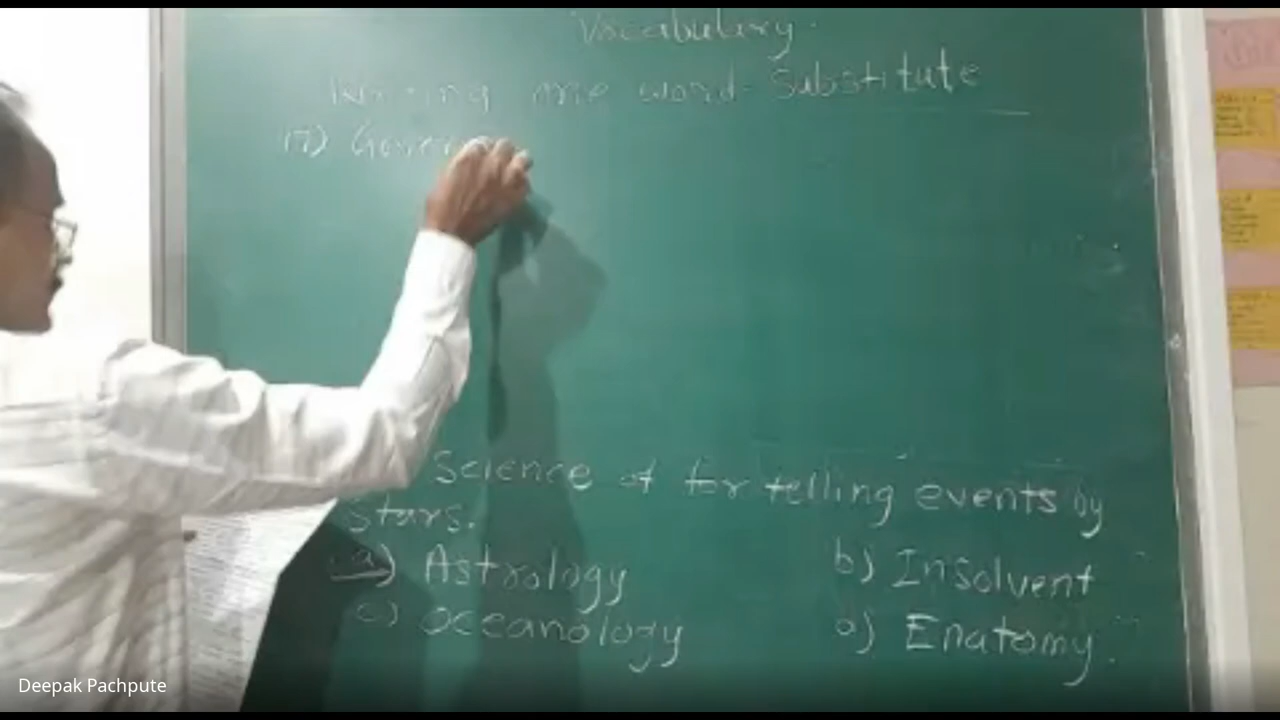 Vocabulary.
one word Substitute
17) Gover
Science of for telling events by
stars.
a) Astrology
b) Insolvent
c) Oceanology
d) Enatomy.
Deepak Pachpute